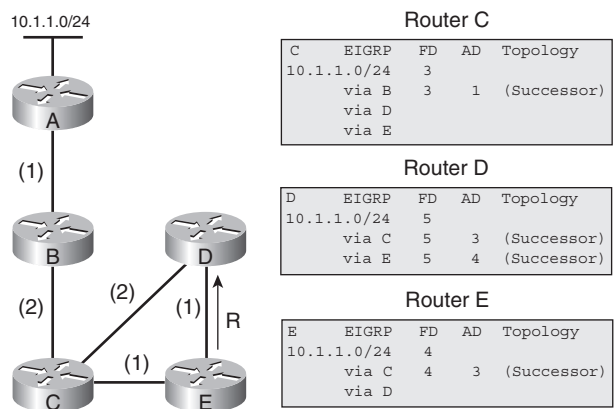 10.1.1.0/24
A
(1)
B
D
(2)
(2)
(1)
R
(1)
C
E
Router C
C EIGRP FD AD Topology
10.1.1.0/24 3
via B 3 1 (Successor)
via D
via E
Router D
D EIGRP FD AD Topology
10.1.1.0/24 5
via C 5 3 (Successor)
via E 5 4 (Successor)
Router E
E EIGRP FD AD Topology
10.1.1.0/24 4
via C 4 3 (Successor)
via D